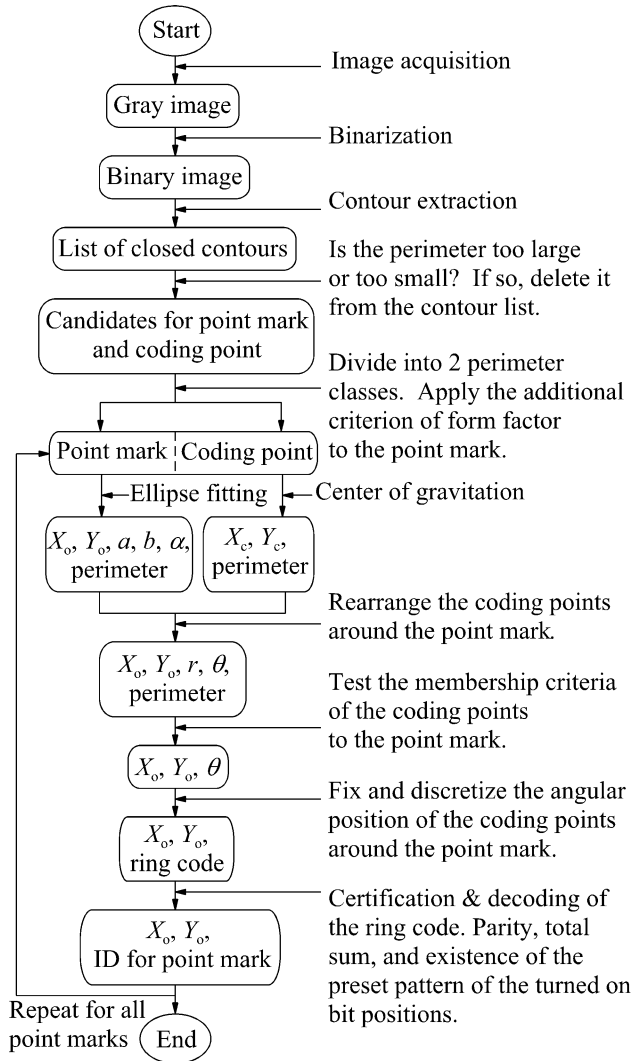 Start
Image acquisition
Gray image
Binarization
Binary image
Contour extraction
List of closed contours
Is the perimeter too large
or too small? If so, delete it
from the contour list.
Candidates for point mark
and coding point
Divide into 2 perimeter
classes. Apply the additional
criterion of form factor
to the point mark.
Point mark
Coding point
Ellipse fitting
Center of gravitation
Xo, Yo, a, b, α,
perimeter
Xc, Yc,
perimeter
Rearrange the coding points
around the point mark.
Xo, Yo, r, θ,
perimeter
Test the membership criteria
of the coding points
to the point mark.
Xo, Yo, θ
Fix and discretize the angular
position of the coding points
around the point mark.
Xo, Yo,
ring code
Certification & decoding of
the ring code. Parity, total
sum, and existence of the
preset pattern of the turned on
bit positions.
Xo, Yo,
ID for point mark
Repeat for all
point marks
End